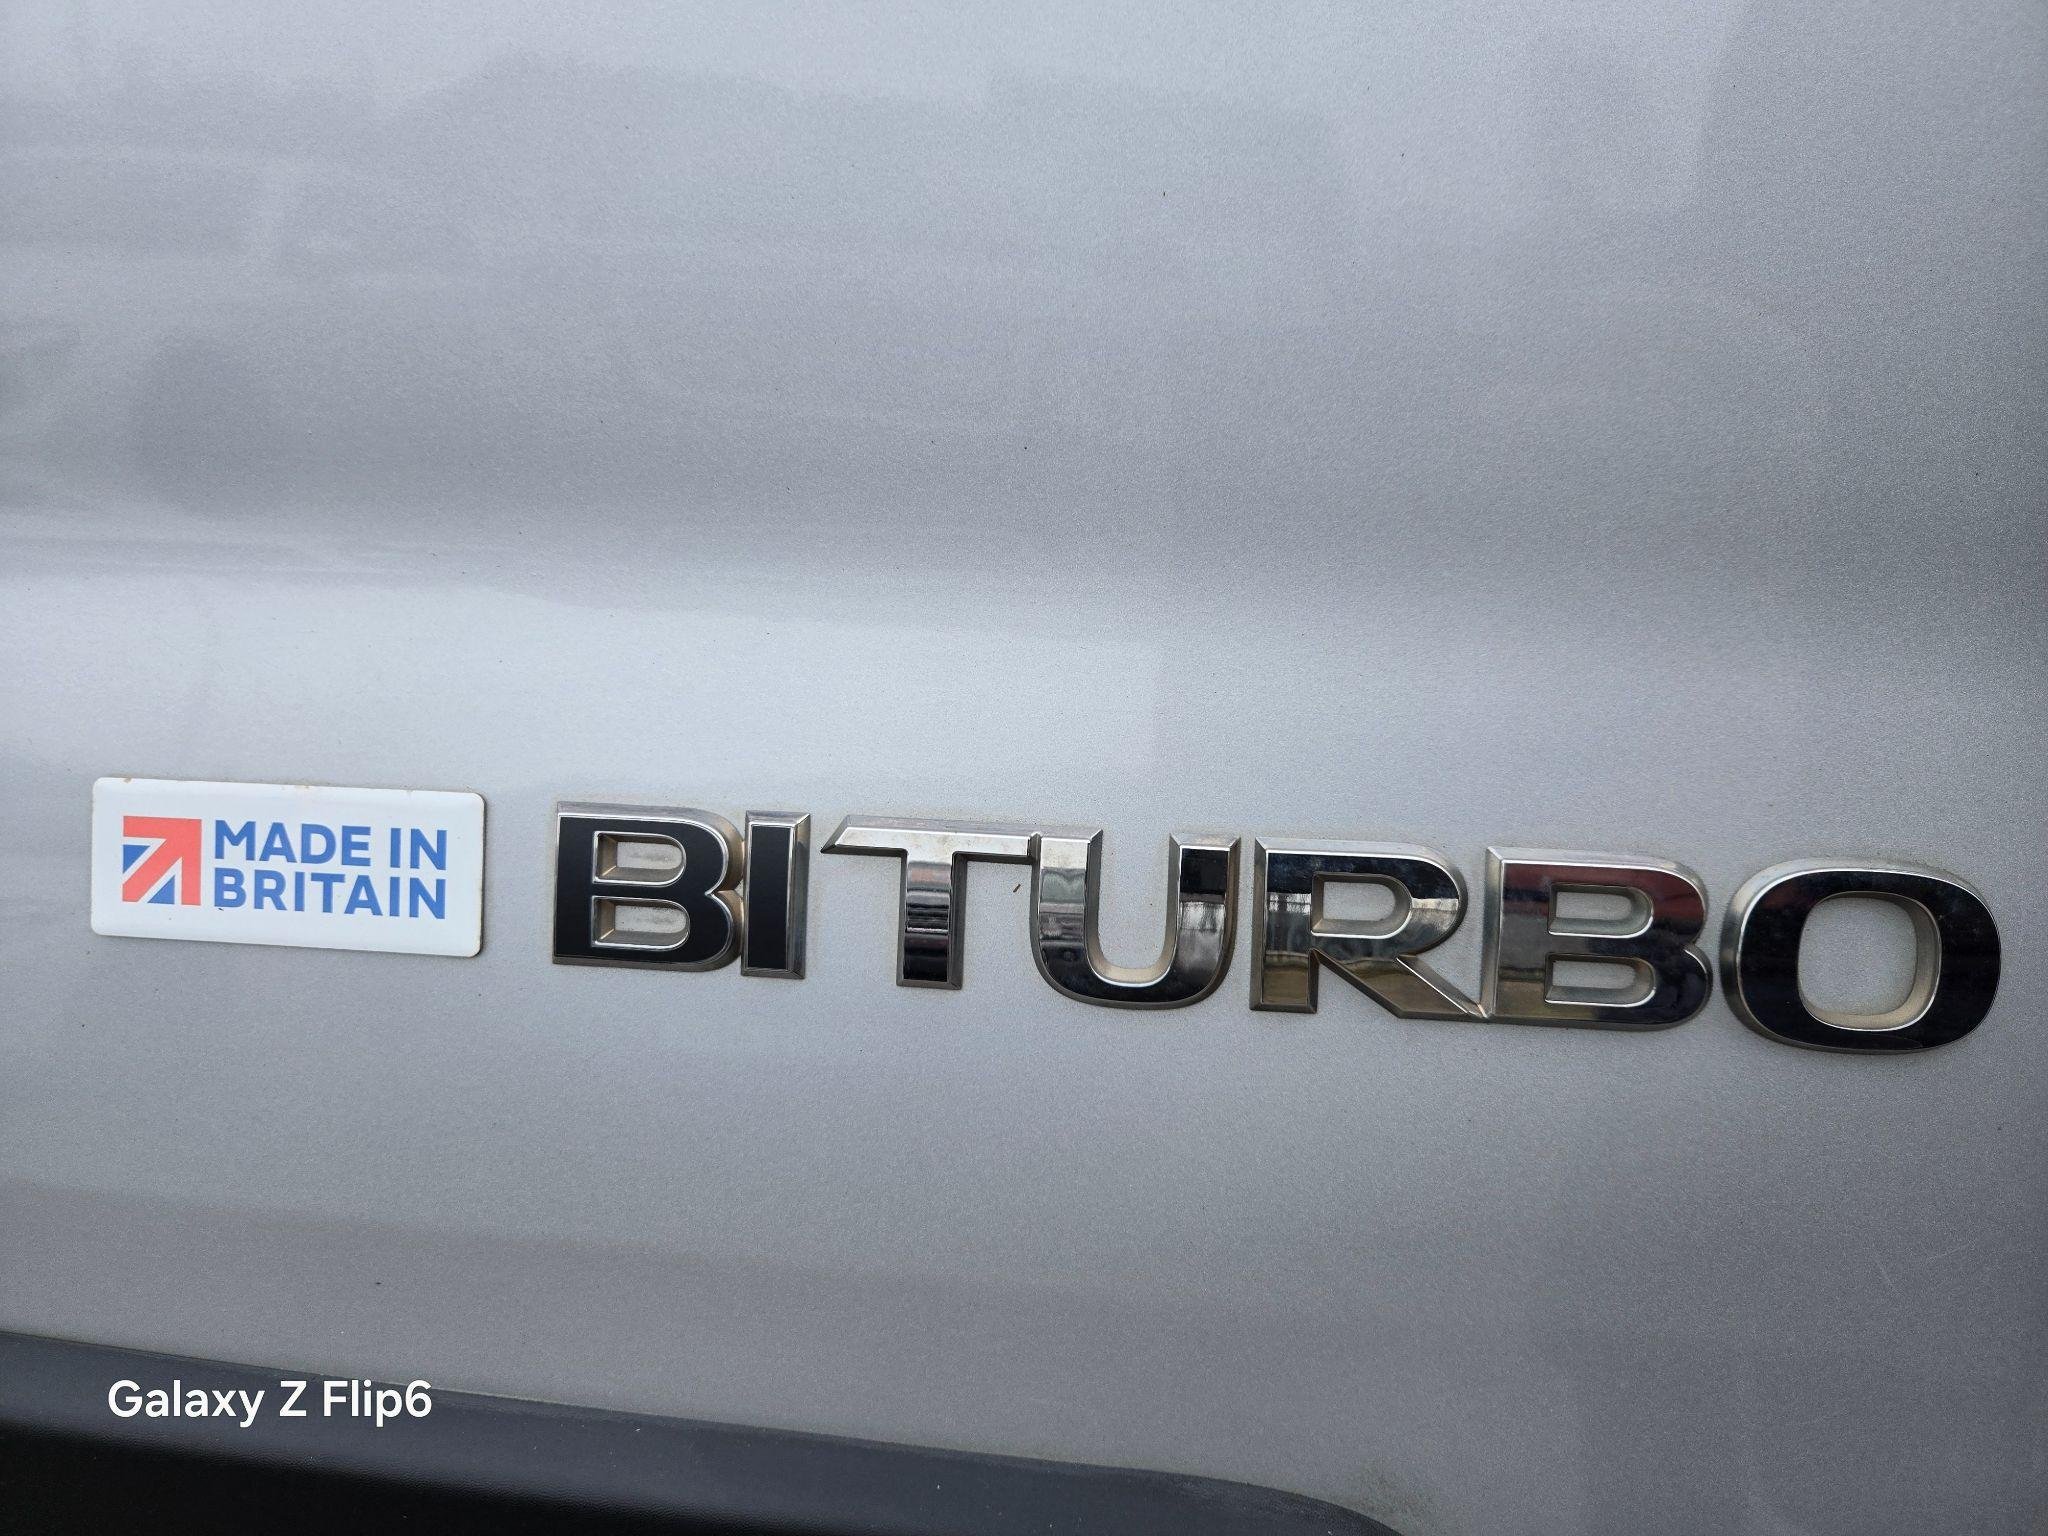 MADE IN
BRITAIN
BITURBO
Galaxy Z Flip6